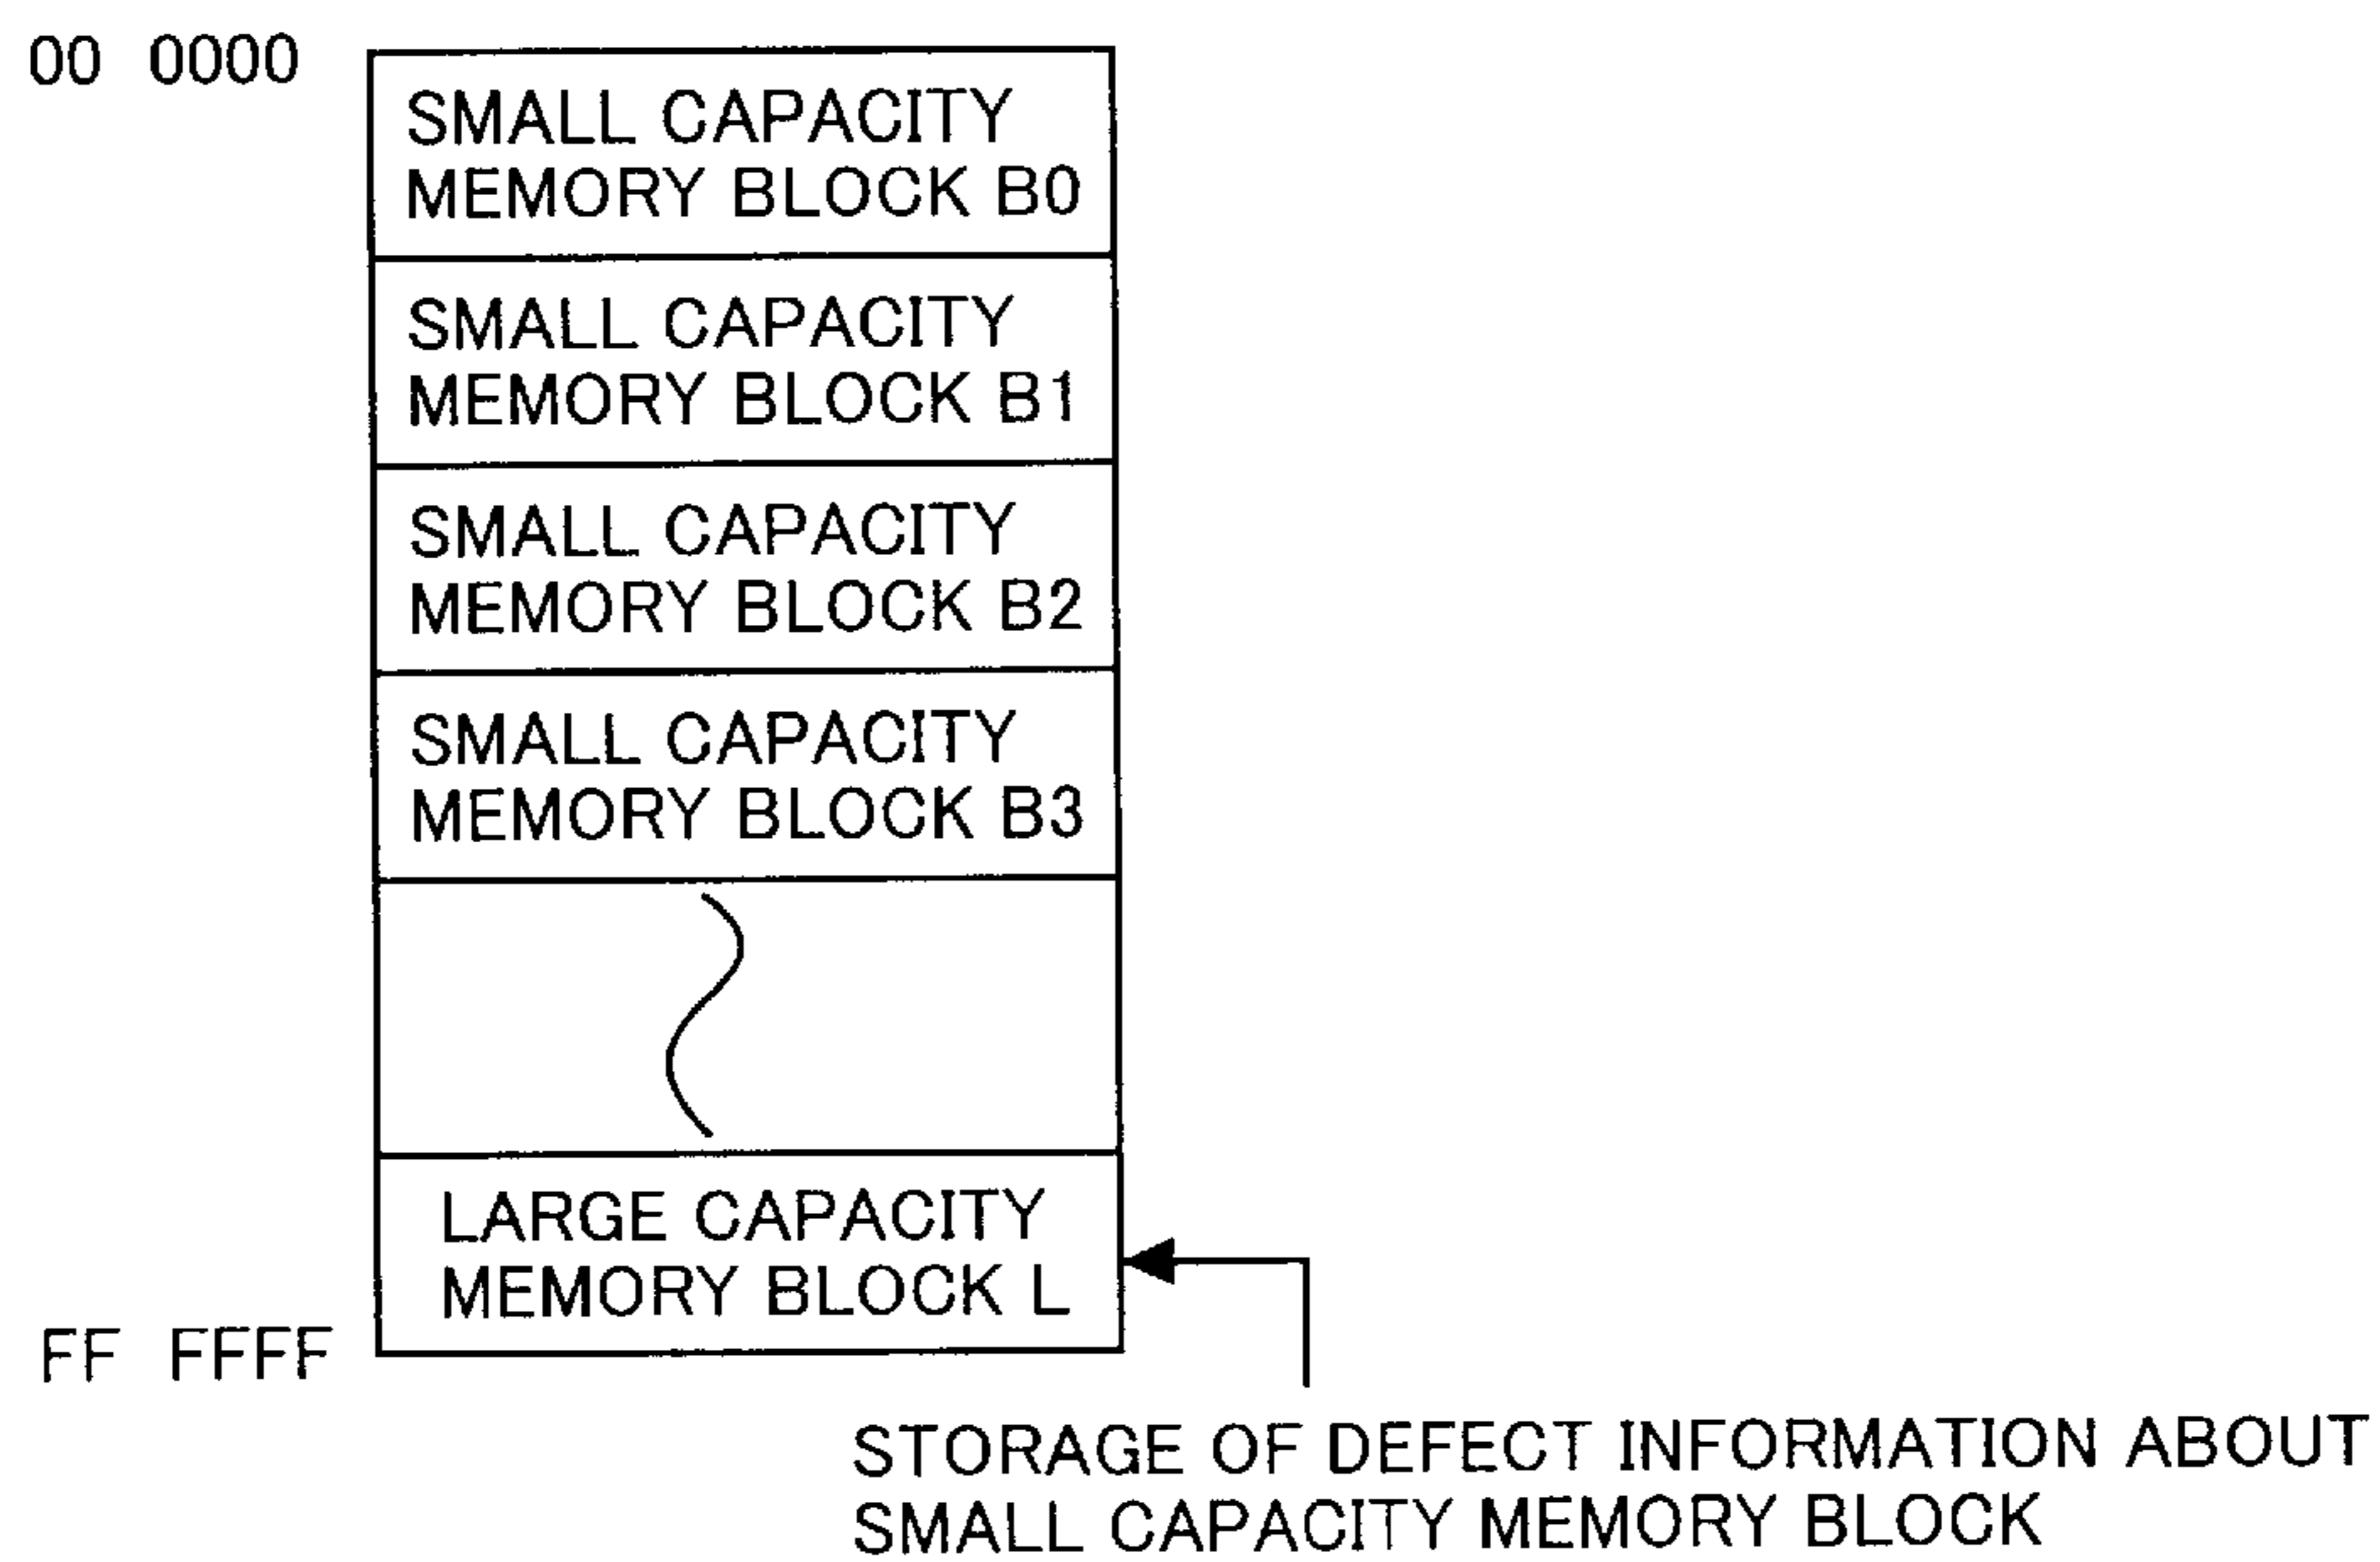 00 0000
SMALL CAPACITY
MEMORY BLOCK B0
SMALL CAPACITY
MEMORY BLOCK B1
SMALL CAPACITY
MEMORY BLOCK B2
SMALL CAPACITY
MEMORY BLOCK B3
LARGE CAPACITY
MEMORY BLOCK L
FF FFFF
STORAGE OF DEFECT INFORMATION ABOUT
SMALL CAPACITY MEMORY BLOCK